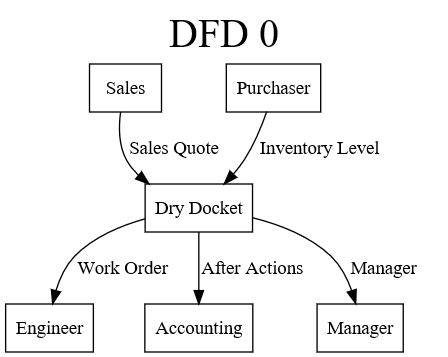 DFD 0
Sales
Purchaser
Sales Quote
Inventory Level
Dry Docket
Work Order
After Actions
Manager
Engineer
Accounting
Manager